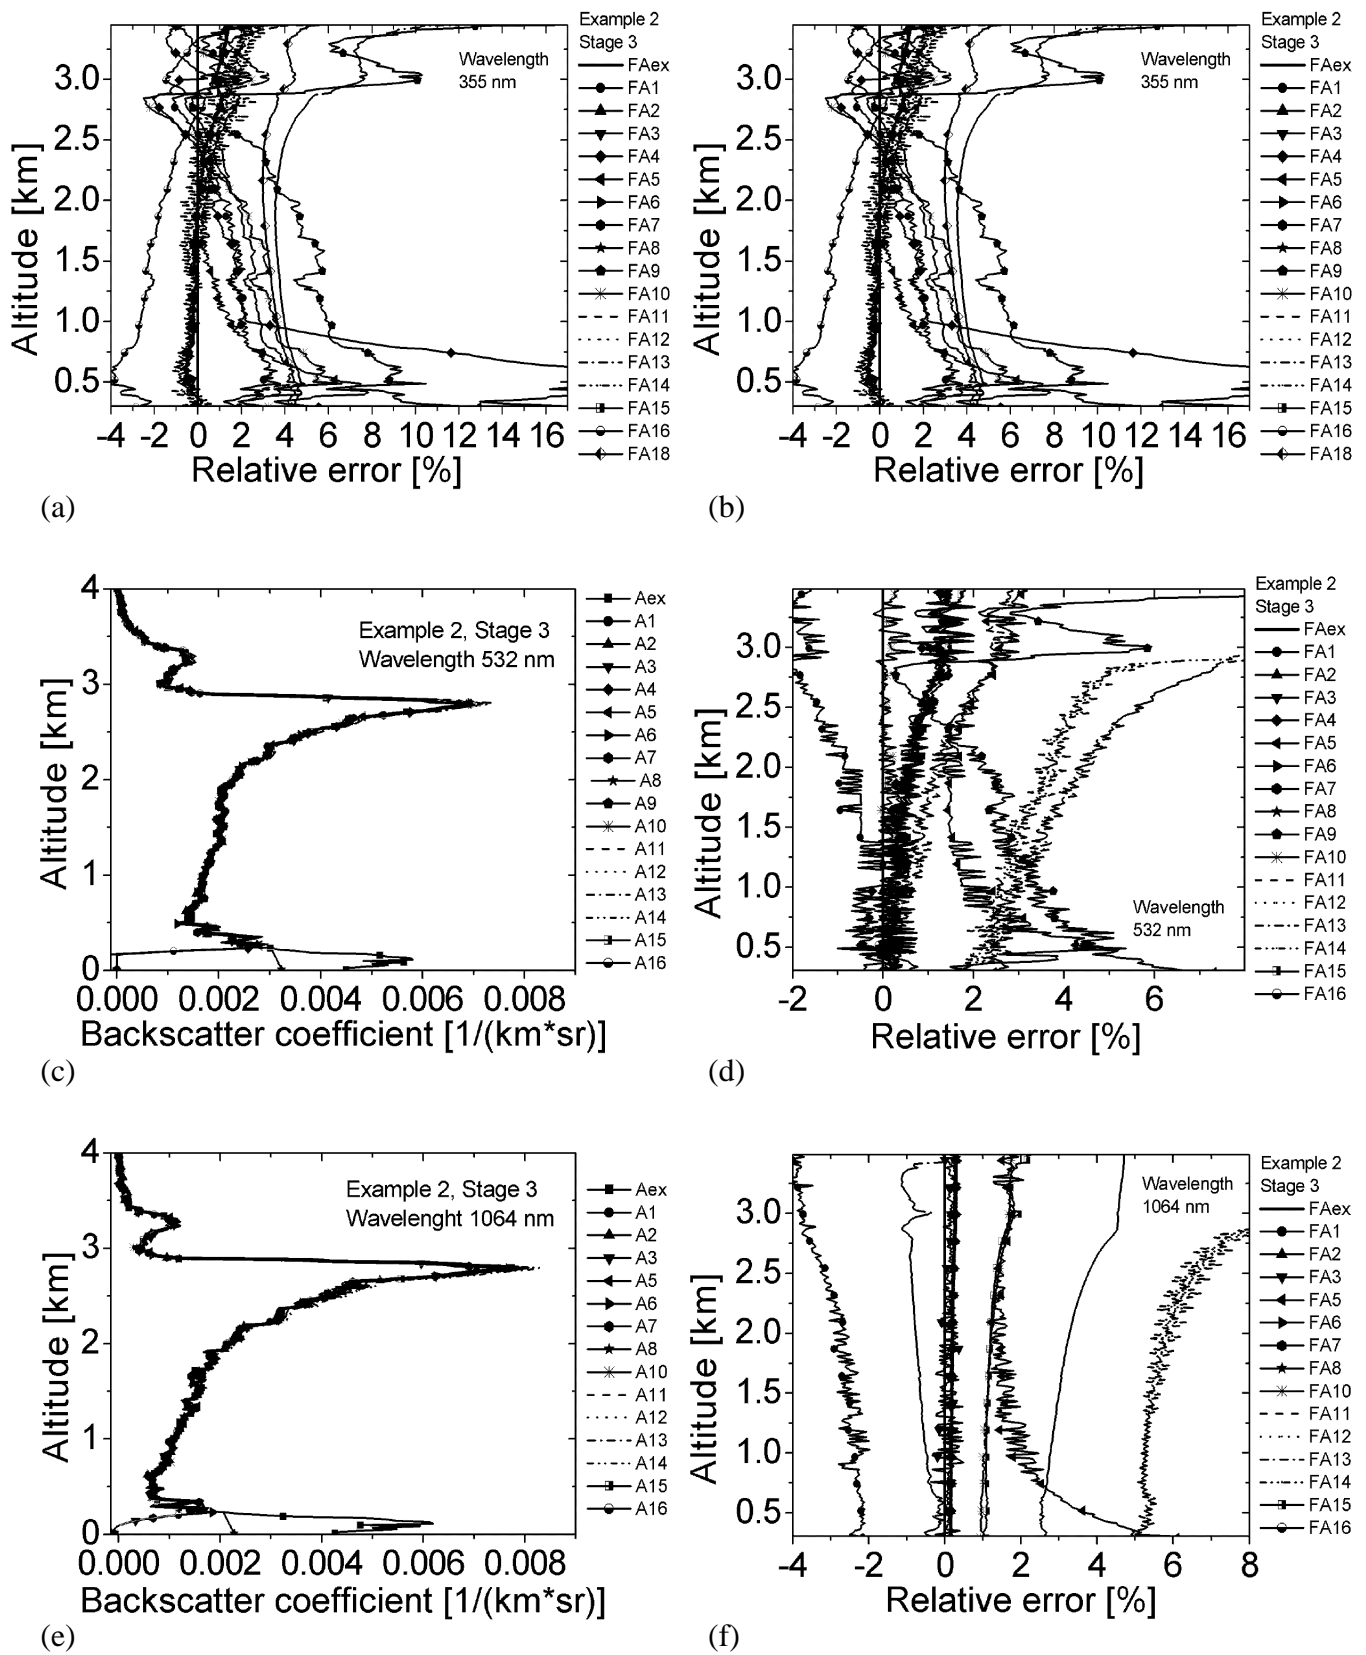 Example 2
Stage 3
Wavelength
355 nm
FAex
FA1
FA2
FA3
FA4
FA5
FA6
FA7
FA8
FA9
FA10
FA11
FA12
FA13
FA14
FA15
FA16
FA18
3.0
2.5
2.0
1.5
1.0
0.5
Altitude [km]
-4 -2 0 2 4 6 8 10 12 14 16
Relative error [%]
(a)
Example 2
Stage 3
Wavelength
355 nm
FAex
FA1
FA2
FA3
FA4
FA5
FA6
FA7
FA8
FA9
FA10
FA11
FA12
FA13
FA14
FA15
FA16
FA18
3.0
2.5
2.0
1.5
1.0
0.5
Altitude [km]
-4 -2 0 2 4 6 8 10 12 14 16
Relative error [%]
(b)
Example 2, Stage 3
Wavelength 532 nm
Aex
A1
A2
A3
A4
A5
A6
A7
A8
A9
A10
A11
A12
A13
A14
A15
A16
4
3
2
1
0
Altitude [km]
0.000 0.002 0.004 0.006 0.008
Backscatter coefficient [1/(km*sr)]
(c)
Example 2
Stage 3
FAex
FA1
FA2
FA3
FA4
FA5
FA6
FA7
FA8
FA9
FA10
FA11
FA12
FA13
FA14
FA15
FA16
Wavelength
532 nm
3.0
2.5
2.0
1.5
1.0
0.5
Altitude [km]
-2 0 2 4 6
Relative error [%]
(d)
Example 2, Stage 3
Wavelenght 1064 nm
Aex
A1
A2
A3
A5
A6
A7
A8
A10
A11
A12
A13
A14
A15
A16
4
3
2
1
0
Altitude [km]
0.000 0.002 0.004 0.006 0.008
Backscatter coefficient [1/(km*sr)]
(e)
Example 2
Stage 3
Wavelength
1064 nm
FAex
FA1
FA2
FA3
FA5
FA6
FA7
FA8
FA10
FA11
FA12
FA13
FA14
FA15
FA16
3.0
2.5
2.0
1.5
1.0
0.5
Altitude [km]
-4 -2 0 2 4 6 8
Relative error [%]
(f)